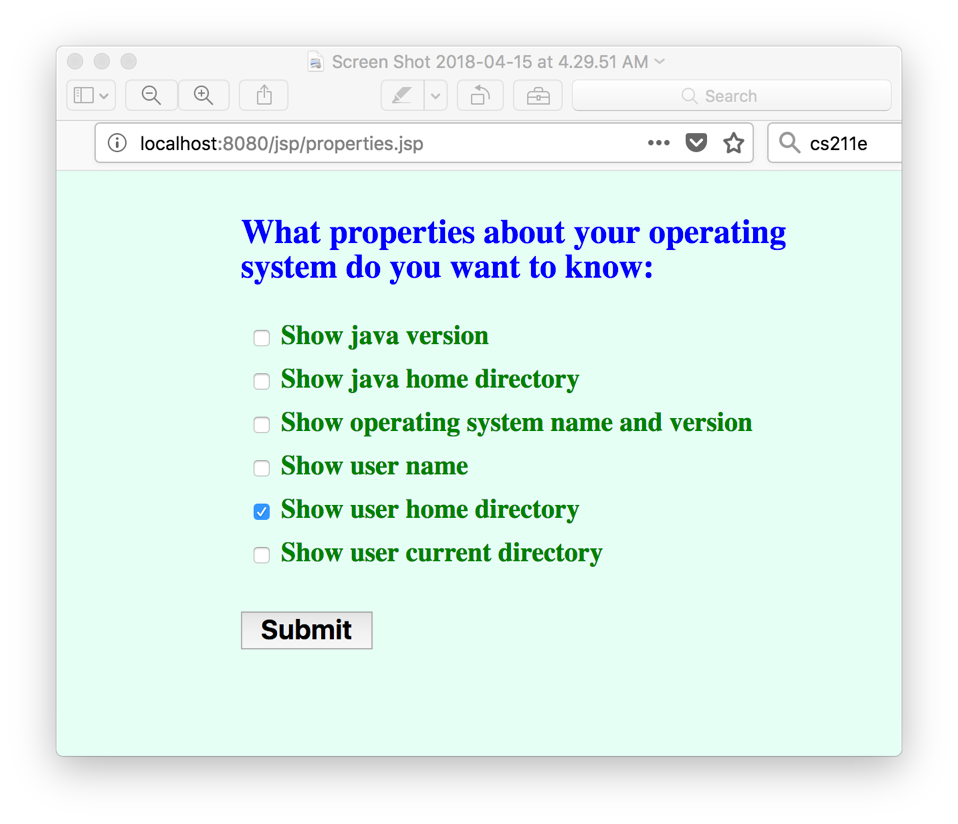 Screen Shot 2018-04-15 at 4.29.51 AM
Search
localhost:8080/jsp/properties.jsp
cs211e
What properties about your operating
system do you want to know:
Show java version
Show java home directory
Show operating system name and version
Show user name
Show user home directory
Show user current directory
Submit